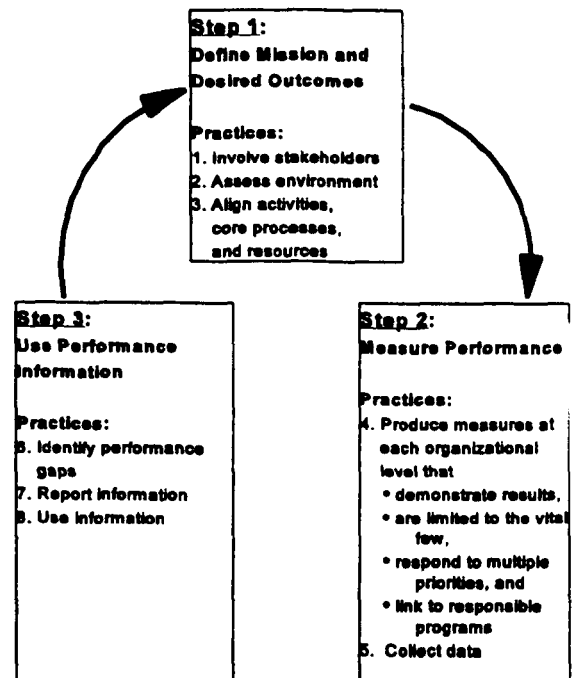 Step 1:
Define Mission and
Desired Outcomes
Practices:
1. Involve stakeholders
2. Assess environment
3. Align activities,
core processes,
and resources
Step 3:
Use Performance
Information
Practices:
6. Identify performance
gaps
7. Report information
8. Use information
Step 2:
Measure Performance
Practices:
4. Produce measures at
each organizational
level that
• demonstrate results,
• are limited to the vital
few,
• respond to multiple
priorities, and
• link to responsible
programs
5. Collect data